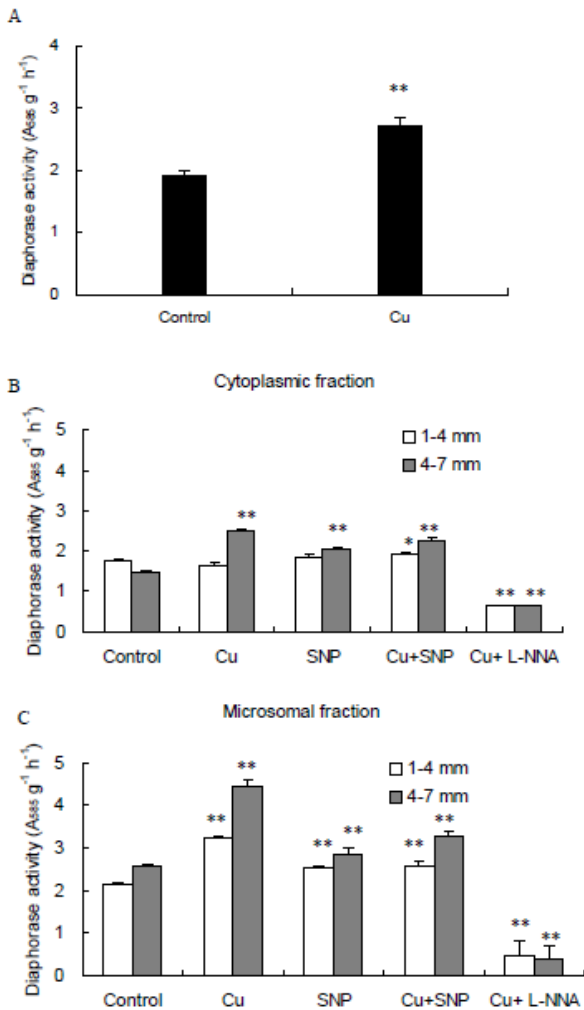 A
Diaphorase activity (A₅₈₅ g⁻¹ h⁻¹)
4
3
2
1
0
**
Control
Cu
B
Cytoplasmic fraction
Diaphorase activity (A₅₈₅ g⁻¹ h⁻¹)
5
4
3
2
1
0
1-4 mm
4-7 mm
** ** * ** ** **
Control Cu SNP Cu+SNP Cu+ L-NNA
C
Microsomal fraction
Diaphorase activity (A₅₈₅ g⁻¹ h⁻¹)
5
4
3
2
1
0
1-4 mm
4-7 mm
** ** ** ** ** ** ** **
Control Cu SNP Cu+SNP Cu+ L-NNA